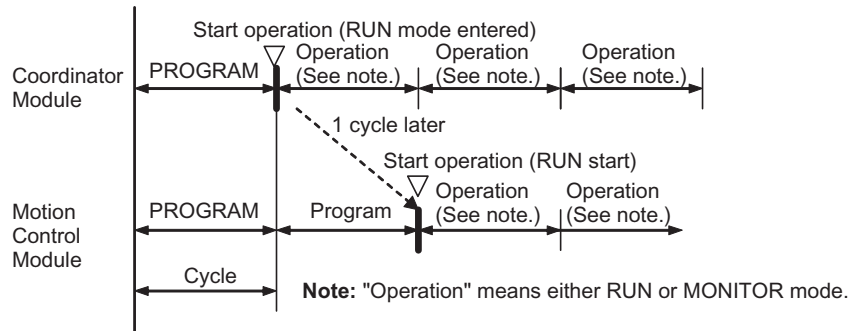 Start operation (RUN mode entered)
Coordinator
Module
PROGRAM
Operation
(See note.)
Operation
(See note.)
Operation
(See note.)
1 cycle later
Start operation (RUN start)
Motion
Control
Module
PROGRAM
Program
Operation
(See note.)
Operation
(See note.)
Cycle
Note: "Operation" means either RUN or MONITOR mode.